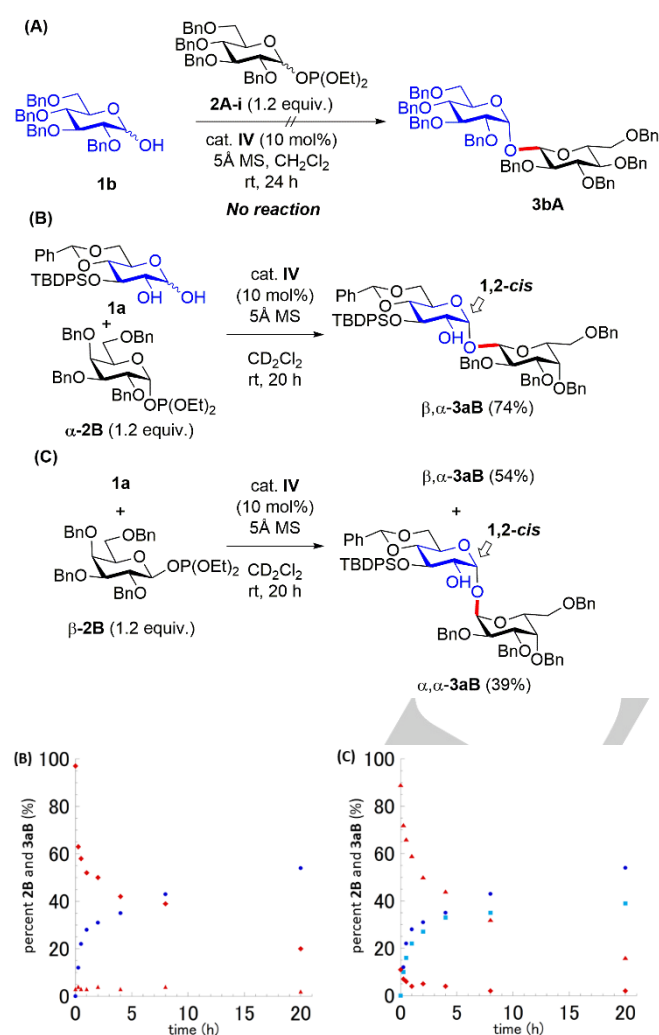 (A)
BnO
BnO
BnO
BnO
OP(OEt)2
2A-i (1.2 equiv.)
BnO
BnO
BnO
BnO
OH
1b
cat. IV (10 mol%)
5Å MS, CH2Cl2
rt, 24 h
No reaction
BnO
BnO
BnO
BnO
O
OBn
BnO
OBn
OBn
3bA
(B)
Ph
O
O
O
TBDPSO
OH
OH
1a
+
OBn
OBn
O
BnO
BnO
OP(OEt)2
α-2B (1.2 equiv.)
cat. IV
(10 mol%)
5Å MS
CD2Cl2
rt, 20 h
1,2-cis
Ph
O
O
O
TBDPSO
OH
O
O
OBn
BnO
BnO
OBn
β,α-3aB (74%)
(C)
1a
+
OBn
OBn
O
BnO
OBn
OP(OEt)2
β-2B (1.2 equiv.)
cat. IV
(10 mol%)
5Å MS
CD2Cl2
rt, 20 h
β,α-3aB (54%)
+
1,2-cis
Ph
O
O
O
TBDPSO
OH
O
O
OBn
BnO
BnO
OBn
α,α-3aB (39%)
(B)
percent 2B and 3aB (%)
100
80
60
40
20
0
0 5 10 15 20
time (h)
(C)
percent 2B and 3aB (%)
100
80
60
40
20
0
0 5 10 15 20
time (h)